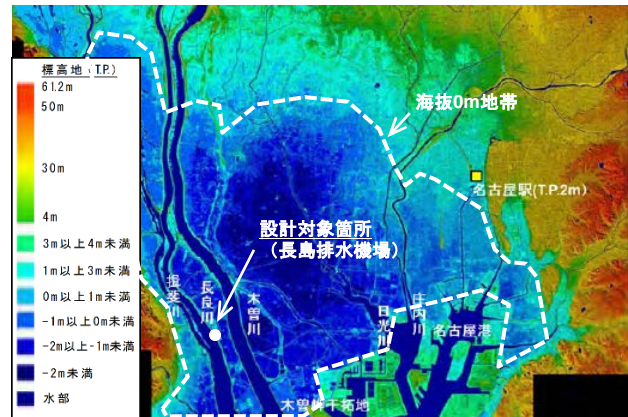 標高地（T.P.）
61.2m
50m
30m
4m
3m以上4m未満
1m以上3m未満
0m以上1m未満
-1m以上0m未満
-2m以上-1m未満
-2m未満
水部
海抜0m地帯
名古屋駅(T.P.2m)
設計対象箇所
（長島排水機場）
揖斐川
長良川
木曽川
日光川
庄内川
名古屋港
木曽岬干拓地